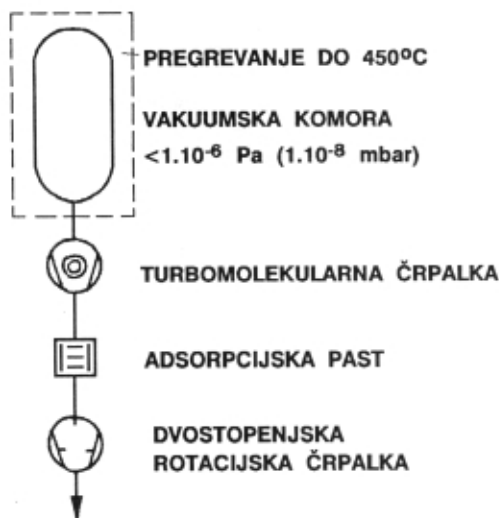 PREGREVANJE DO 450ºC
VAKUUMSKA KOMORA
<1.10⁻⁶ Pa (1.10⁻⁸ mbar)
TURBOMOLEKULARNA ČRPALKA
ADSORPCIJSKA PAST
DVOSTOPENJSKA
ROTACIJSKA ČRPALKA